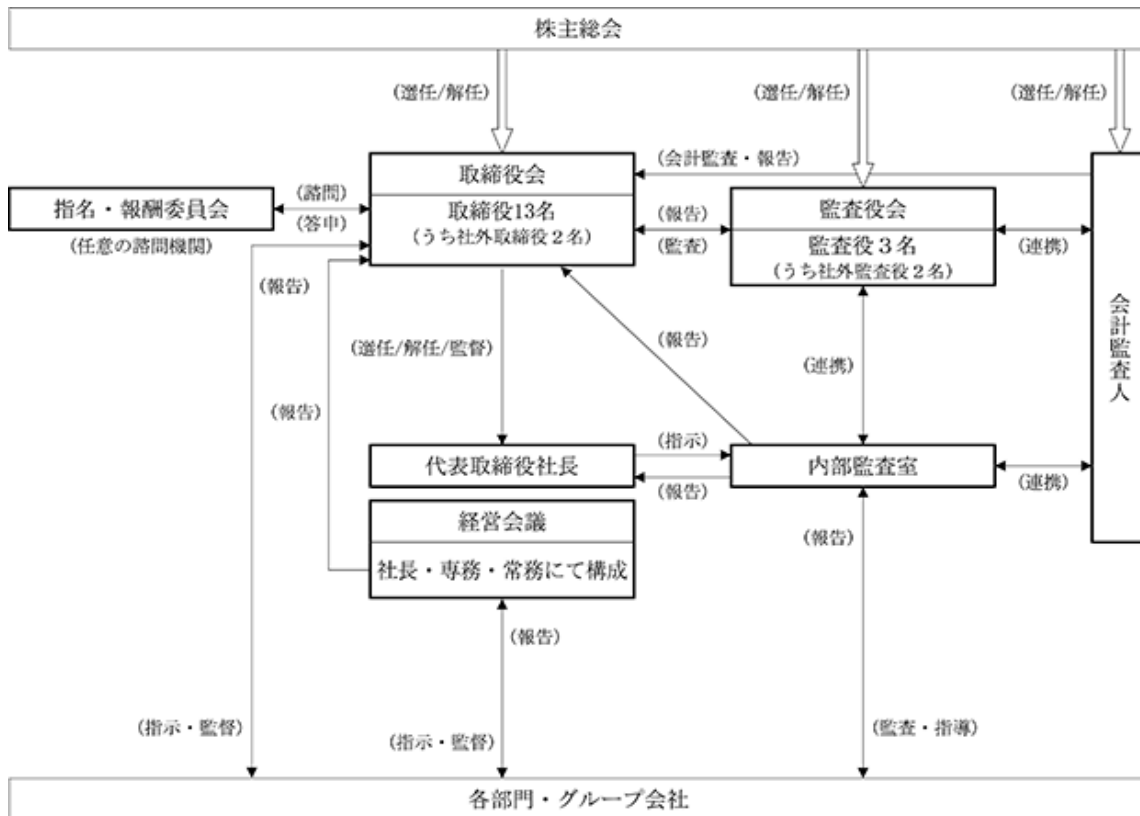 株主総会
(選任/解任)
(選任/解任)
(選任/解任)
取締役会
取締役13名
(うち社外取締役2名)
(会計監査・報告)
指名・報酬委員会
(任意の諮問機関)
(諮問)
(答申)
監査役会
監査役3名
(うち社外監査役2名)
(報告)
(監査)
(連携)
会計監査人
(報告)
(選任/解任/監督)
(報告)
(連携)
(報告)
代表取締役社長
(指示)
(報告)
内部監査室
(連携)
経営会議
社長・専務・常務にて構成
(報告)
(報告)
(指示・監督)
(指示・監督)
(監査・指導)
各部門・グループ会社